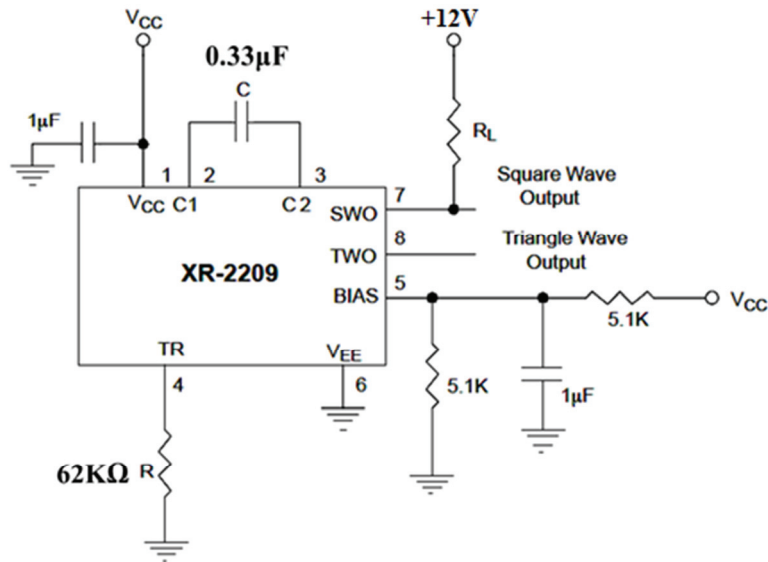 VCC
+12V
0.33μF
C
1μF
RL
1
2
3
VCC
C1
C2
7
Square Wave
Output
SWO
8
XR-2209
TWO
Triangle Wave
Output
5
BIAS
VCC
5.1K
TR
VEE
4
6
5.1K
1μF
62KΩ
R